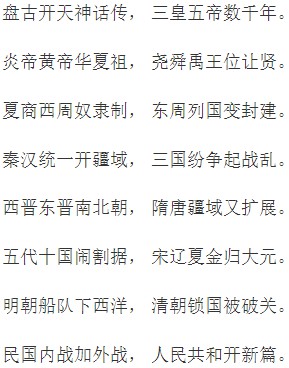 盘古开天神话传，三皇五帝数千年。
炎帝黄帝华夏祖，尧舜禹王位让贤。
夏商西周奴隶制，东周列国变封建。
秦汉统一开疆域，三国纷争起战乱。
西晋东晋南北朝，隋唐疆域又扩展。
五代十国闹割据，宋辽夏金归大元。
明朝船队下西洋，清朝锁国被破关。
民国内战加外战，人民共和开新篇。